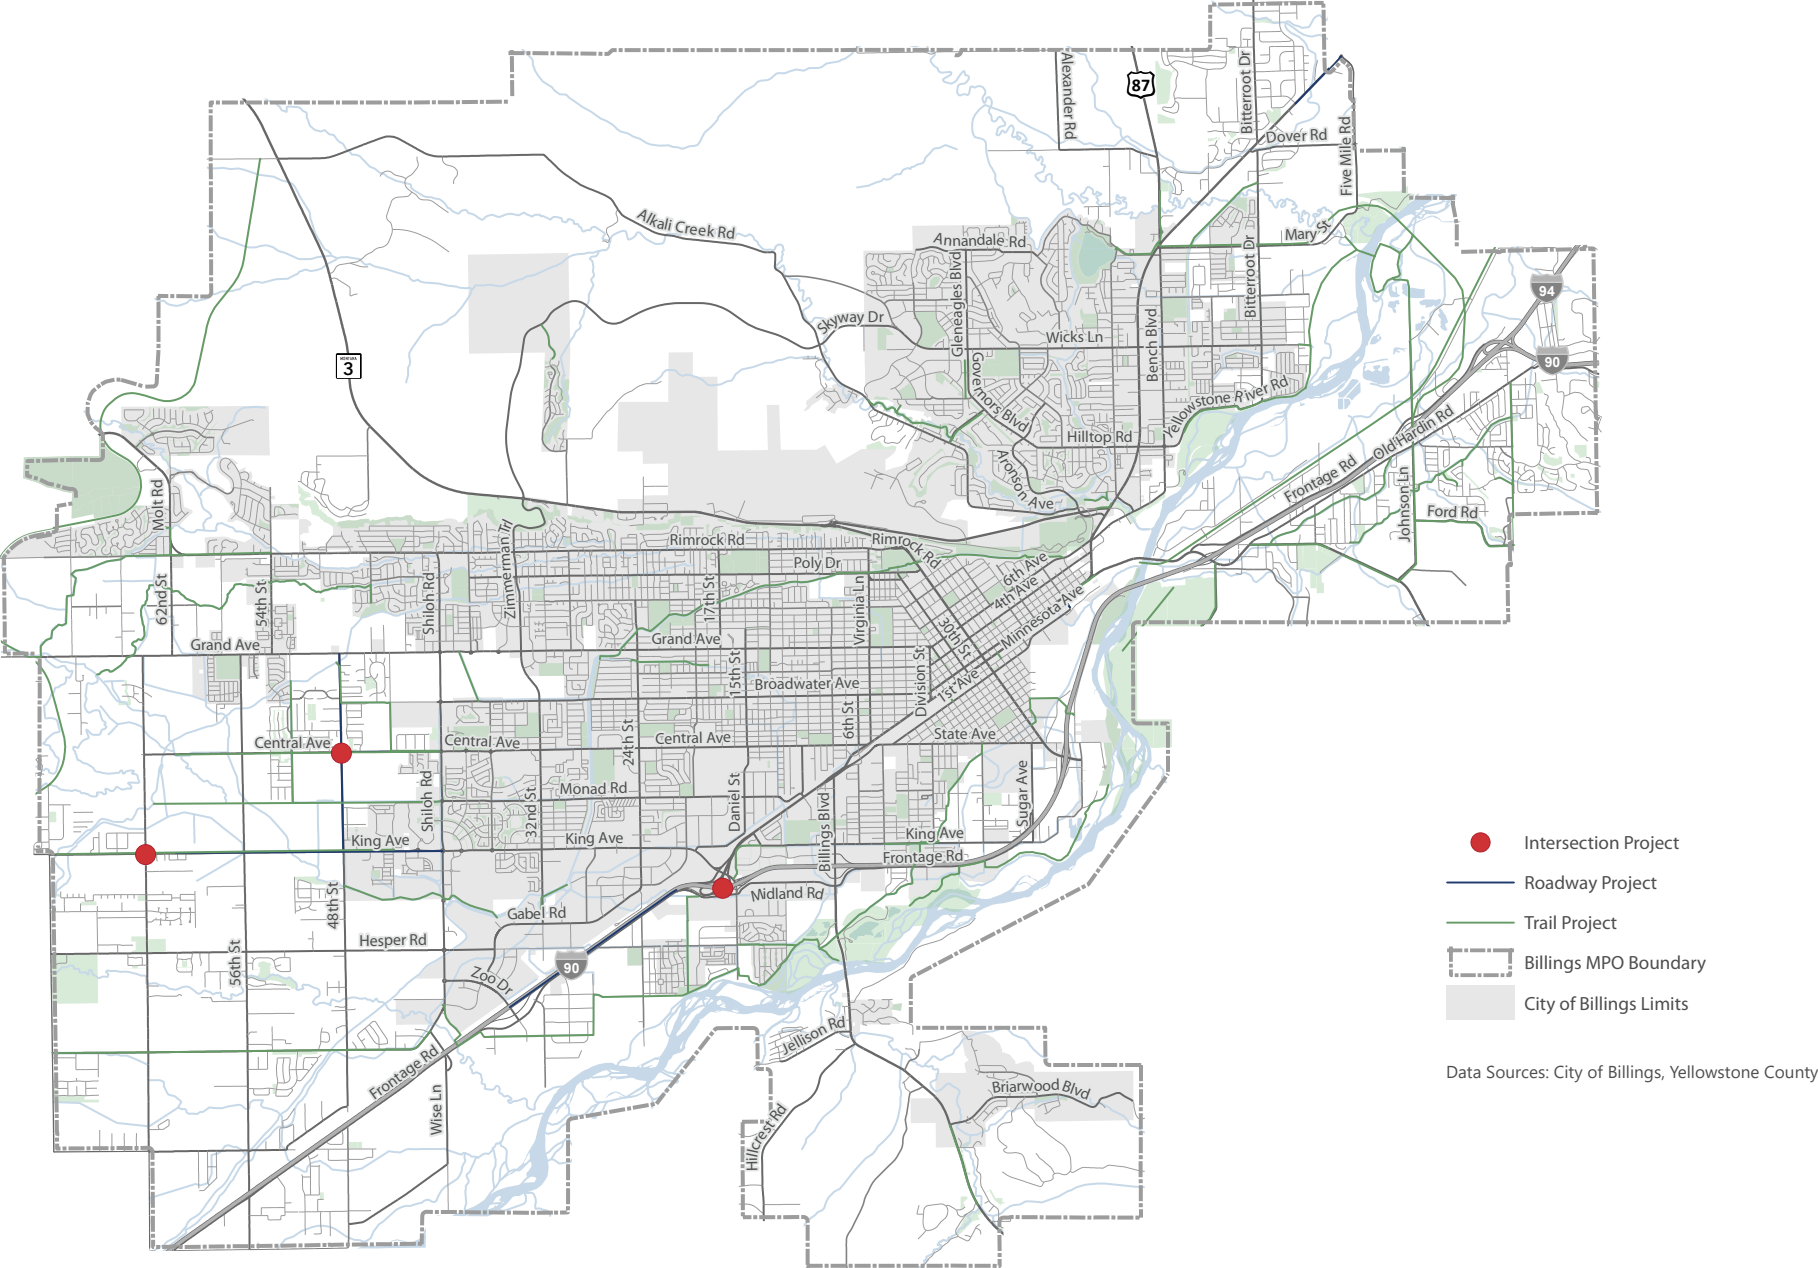 Alexander Rd
87
Bitterroot Dr
Dover Rd
Five Mile Rd
Alkali Creek Rd
Annandale Rd
Mary St
Bitterroot Dr
Gleneagles Blvd
94
Skyway Dr
Wicks Ln
Bench Blvd
MONTANA
3
90
Governors Blvd
Yellowstone River Rd
Hilltop Rd
Old Hardin Rd
Aronson Ave
Frontage Rd
Molt Rd
Johnson Ln
Ford Rd
Zimmerman Trl
Rimrock Rd
Rimrock Rd
Poly Dr
6th Ave
4th Ave
62nd St
54th St
Shiloh Rd
17th St
Virginia Ln
Minnesota Ave
30th St
Grand Ave
Grand Ave
15th St
Broadwater Ave
Division St
1st Ave
6th St
Central Ave
Central Ave
24th St
Central Ave
State Ave
Shiloh Rd
Monad Rd
Daniel St
Billings Blvd
Sugar Ave
32nd St
King Ave
King Ave
King Ave
Frontage Rd
Midland Rd
48th St
Gabel Rd
Hesper Rd
56th St
90
Zoo Dr
Jellison Rd
Frontage Rd
Wise Ln
Briarwood Blvd
Hillcrest Rd
Intersection Project
Roadway Project
Trail Project
Billings MPO Boundary
City of Billings Limits
Data Sources: City of Billings, Yellowstone County